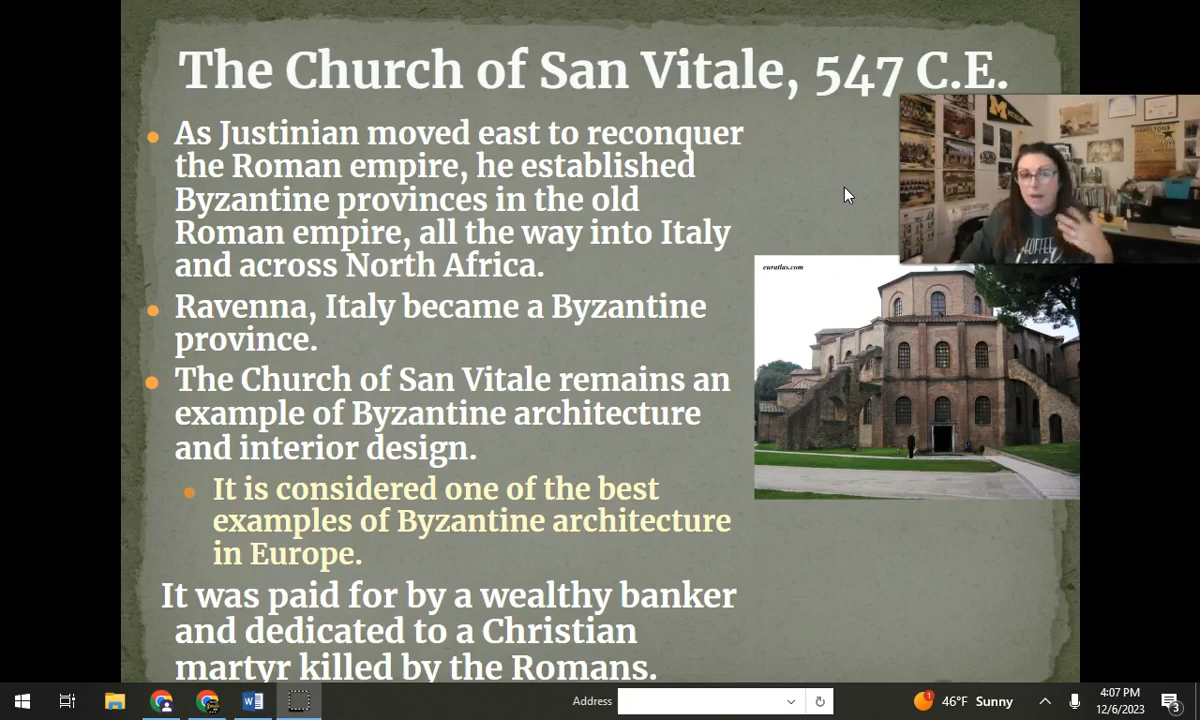 The Church of San Vitale, 547 C.E.
As Justinian moved east to reconquer
the Roman empire, he established
Byzantine provinces in the old
Roman empire, all the way into Italy
and across North Africa.
Ravenna, Italy became a Byzantine
province.
The Church of San Vitale remains an
example of Byzantine architecture
and interior design.
It is considered one of the best
examples of Byzantine architecture
in Europe.
It was paid for by a wealthy banker
and dedicated to a Christian
martyr killed by the Romans.
euratlas.com
M
COFFEE
Address
1
46°F Sunny
4:07 PM
12/6/2023
3